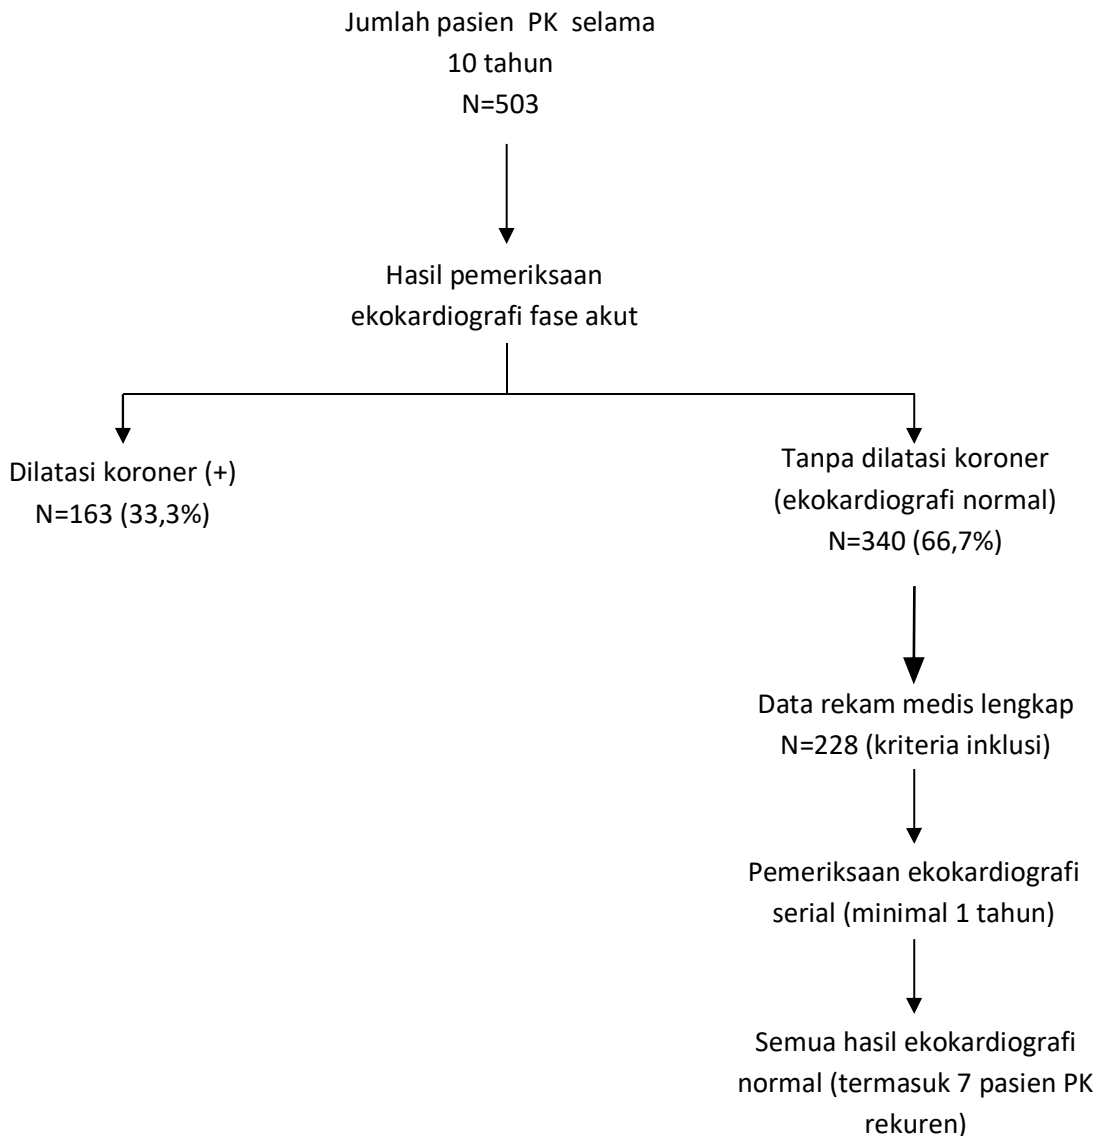 Jumlah pasien PK selama
10 tahun
N=503
Hasil pemeriksaan
ekokardiografi fase akut
Dilatasi koroner (+)
N=163 (33,3%)
Tanpa dilatasi koroner
(ekokardiografi normal)
N=340 (66,7%)
Data rekam medis lengkap
N=228 (kriteria inklusi)
Pemeriksaan ekokardiografi
serial (minimal 1 tahun)
Semua hasil ekokardiografi
normal (termasuk 7 pasien PK
rekuren)